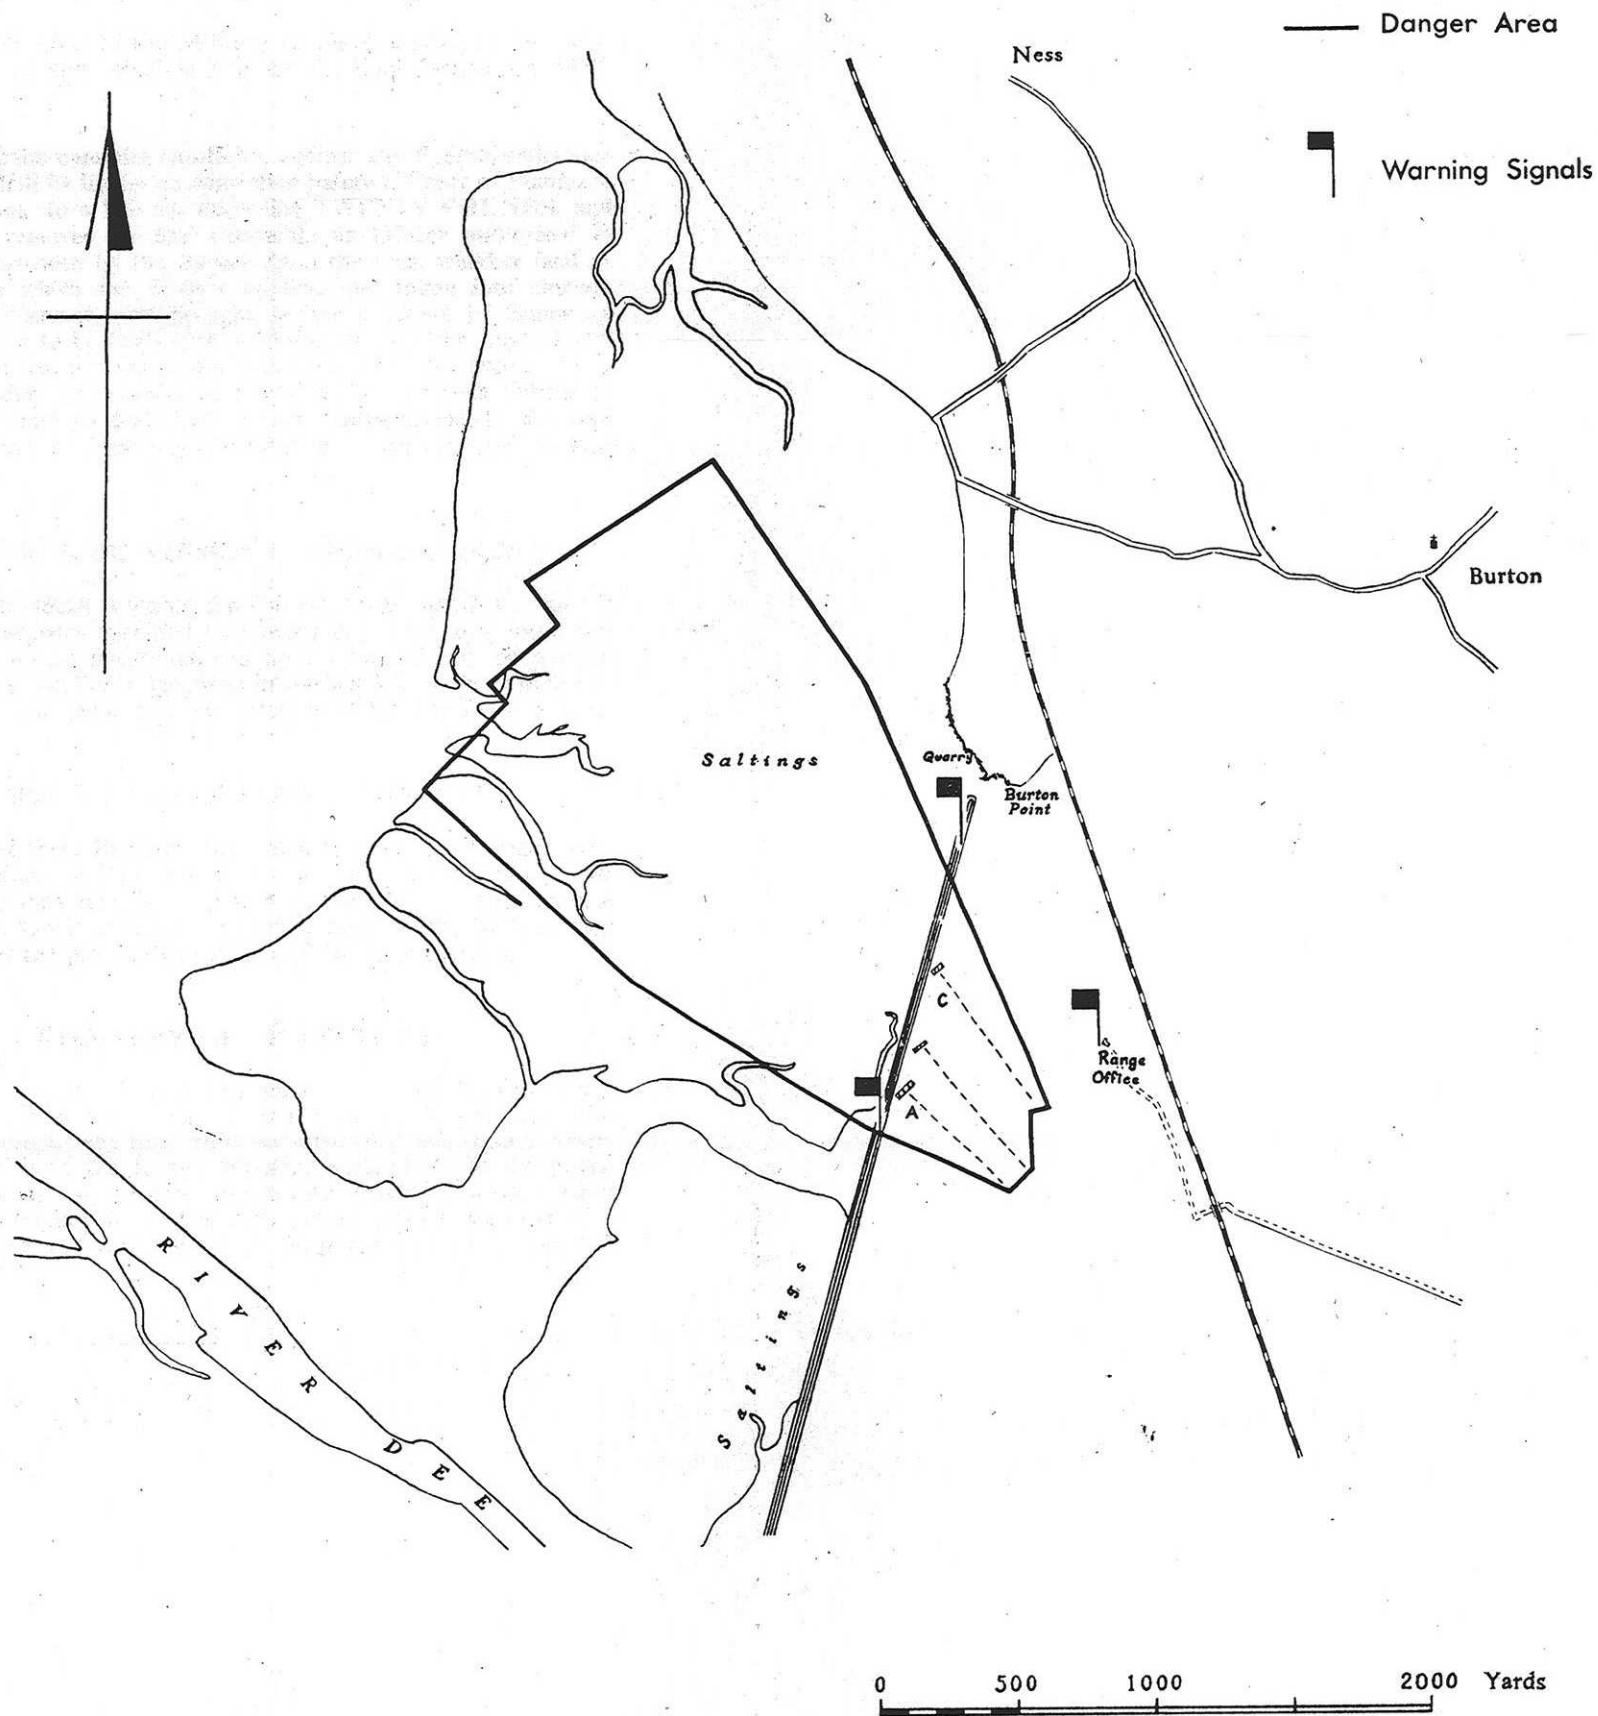 Danger Area
Ness
Warning Signals
Burton
Saltings
Quarry
Burton
Point
C
Range
Office
A
RIVER DEE
Saltings
0 500 1000 2000 Yards